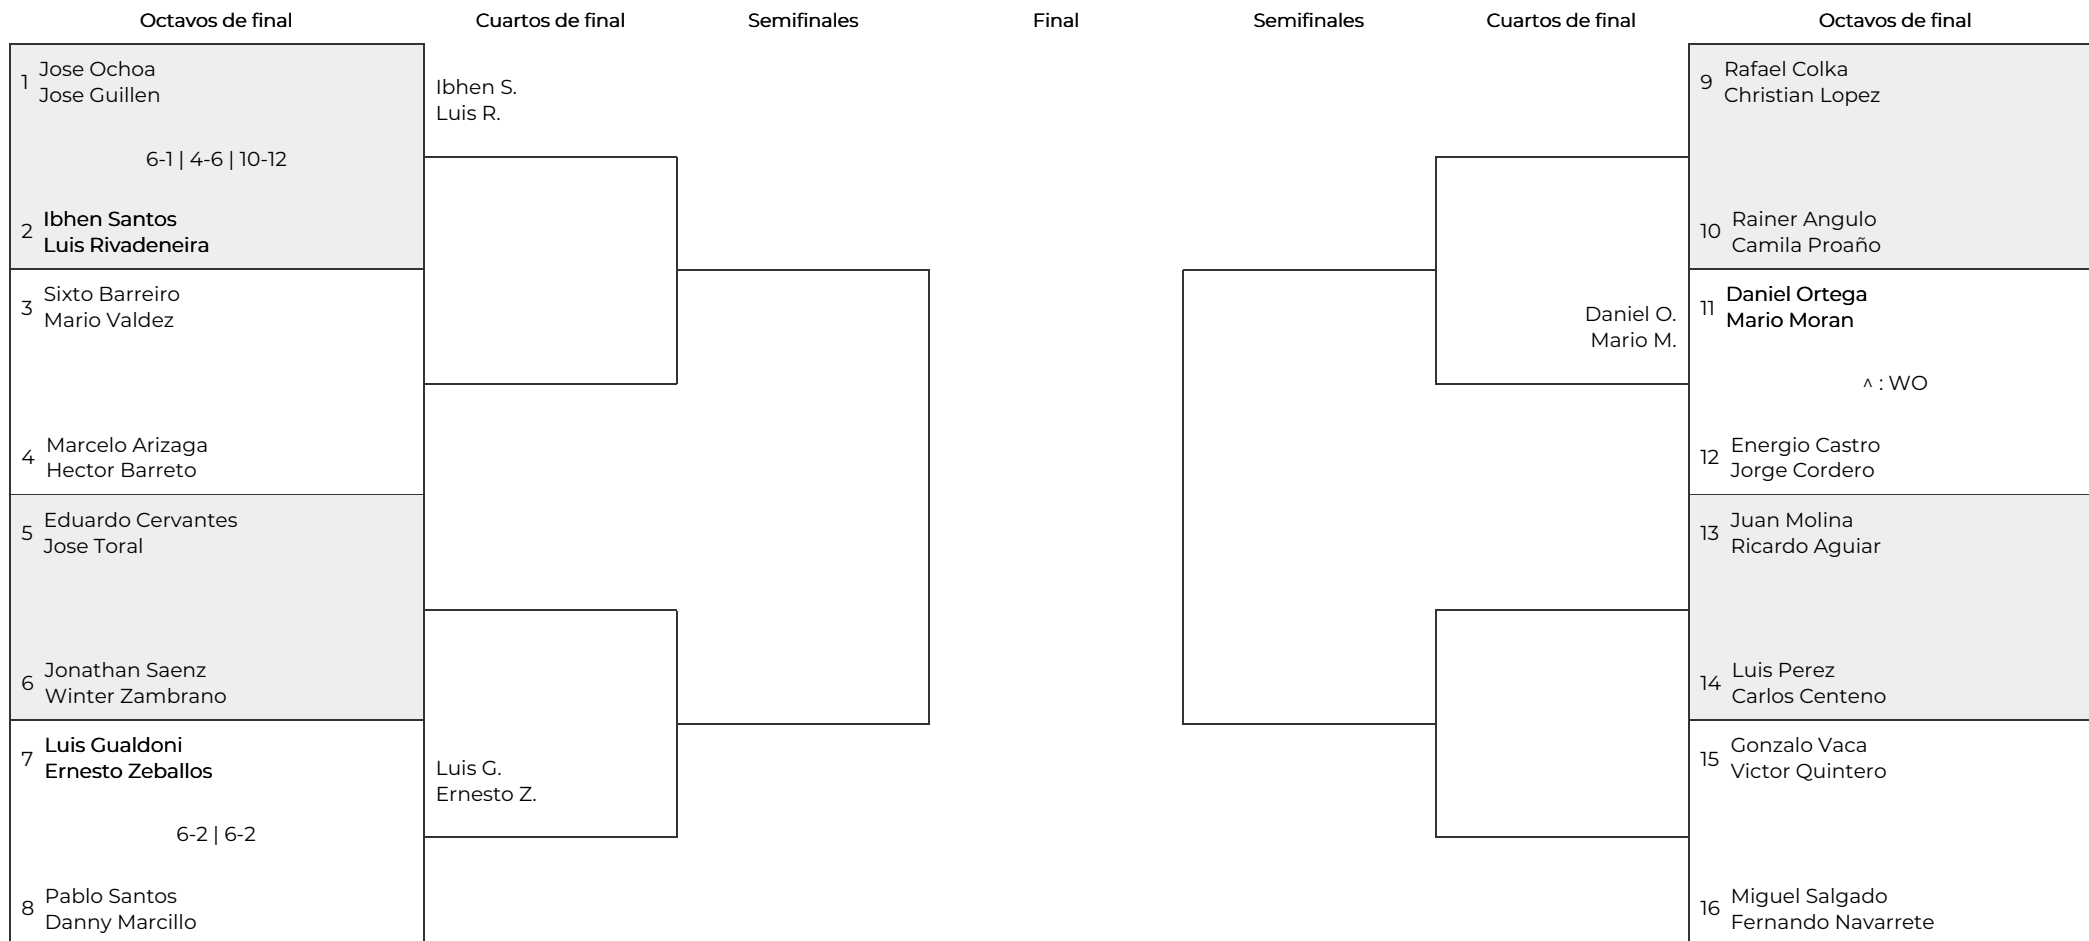 Octavos de final
Cuartos de final
Semifinales
Final
Semifinales
Cuartos de final
Octavos de final
1
Jose Ochoa
Jose Guillen
6-1 | 4-6 | 10-12
2
Ibhen Santos
Luis Rivadeneira
3
Sixto Barreiro
Mario Valdez
4
Marcelo Arizaga
Hector Barreto
5
Eduardo Cervantes
Jose Toral
6
Jonathan Saenz
Winter Zambrano
7
Luis Gualdoni
Ernesto Zeballos
6-2 | 6-2
8
Pablo Santos
Danny Marcillo
Ibhen S.
Luis R.
Luis G.
Ernesto Z.
Daniel O.
Mario M.
9
Rafael Colka
Christian Lopez
10
Rainer Angulo
Camila Proaño
11
Daniel Ortega
Mario Moran
^ : WO
12
Energio Castro
Jorge Cordero
13
Juan Molina
Ricardo Aguiar
14
Luis Perez
Carlos Centeno
15
Gonzalo Vaca
Victor Quintero
16
Miguel Salgado
Fernando Navarrete